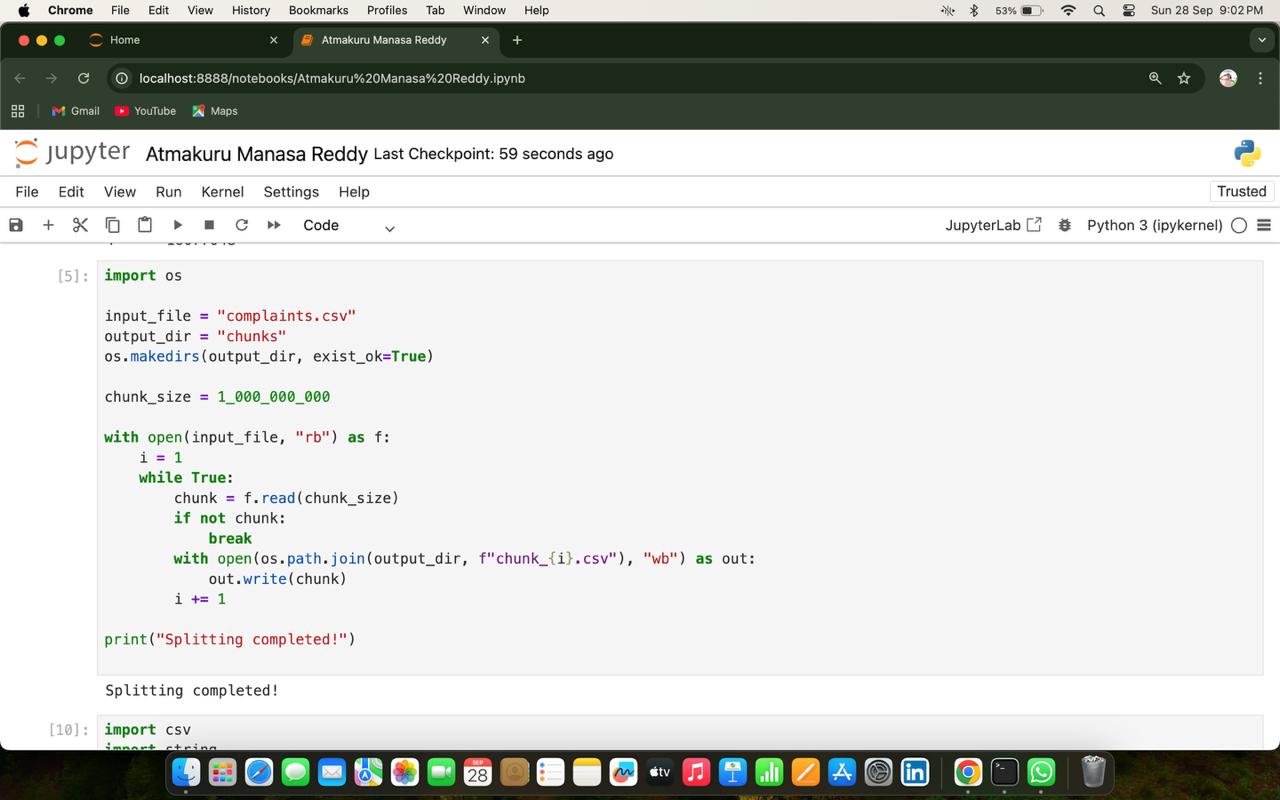 Chrome File Edit View History Bookmarks Profiles Tab Window Help 53% Sun 28 Sep 9:02 PM
Home Atmakuru Manasa Reddy
localhost:8888/notebooks/Atmakuru%20Manasa%20Reddy.ipynb
Gmail YouTube Maps
jupyter Atmakuru Manasa Reddy Last Checkpoint: 59 seconds ago
File Edit View Run Kernel Settings Help Trusted
Code JupyterLab Python 3 (ipykernel)
[5]: import os
input_file = "complaints.csv"
output_dir = "chunks"
os.makedirs(output_dir, exist_ok=True)
chunk_size = 1_000_000_000
with open(input_file, "rb") as f:
    i = 1
    while True:
        chunk = f.read(chunk_size)
        if not chunk:
            break
        with open(os.path.join(output_dir, f"chunk_{i}.csv"), "wb") as out:
            out.write(chunk)
        i += 1
print("Splitting completed!")
Splitting completed!
[10]: import csv
import string
SEP
28
tv